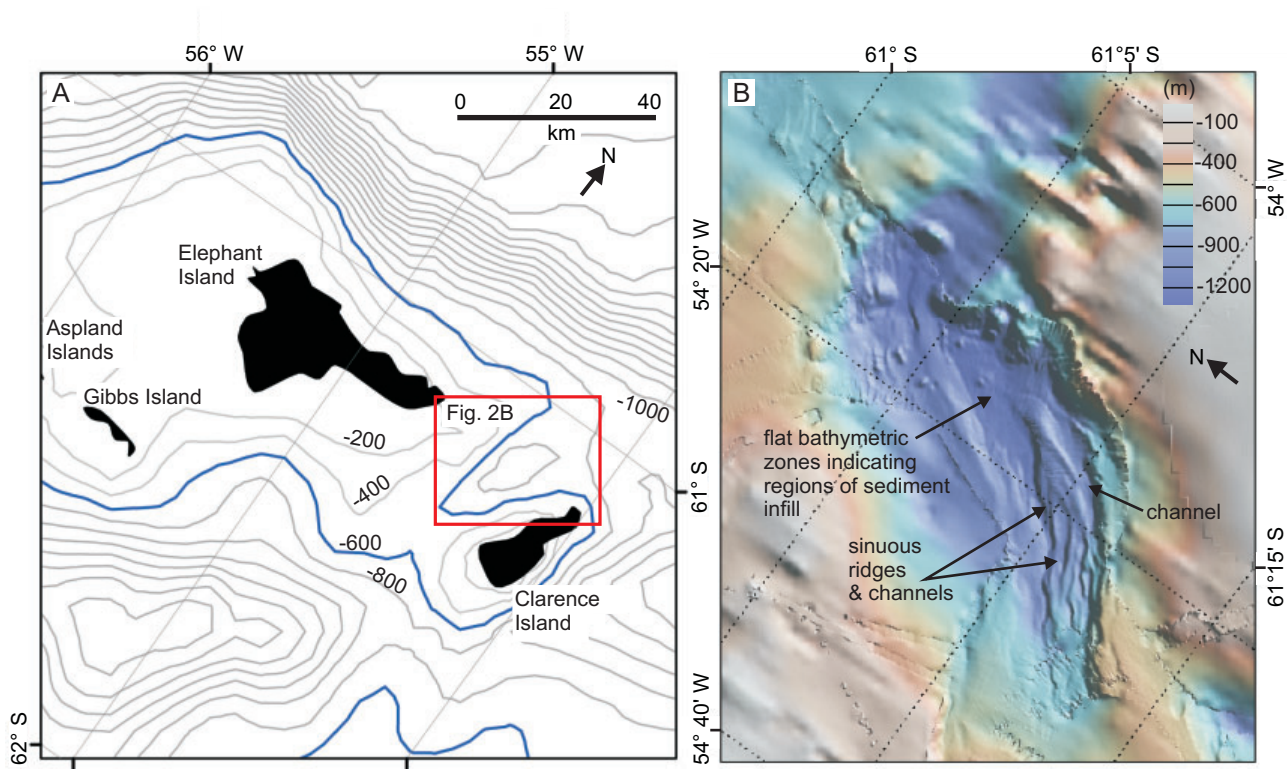 56° W
55° W
A
0 20 40
km
N
Elephant
Island
Aspland
Islands
Gibbs Island
Fig. 2B
-1000
-200
-400
-600
-800
61° S
Clarence
Island
62° S
61° S
61°5' S
B
(m)
-100
-400
-600
-900
-1200
54° W
54° 20' W
N
flat bathymetric
zones indicating
regions of sediment
infill
channel
sinuous
ridges
& channels
61°15' S
54° 40' W